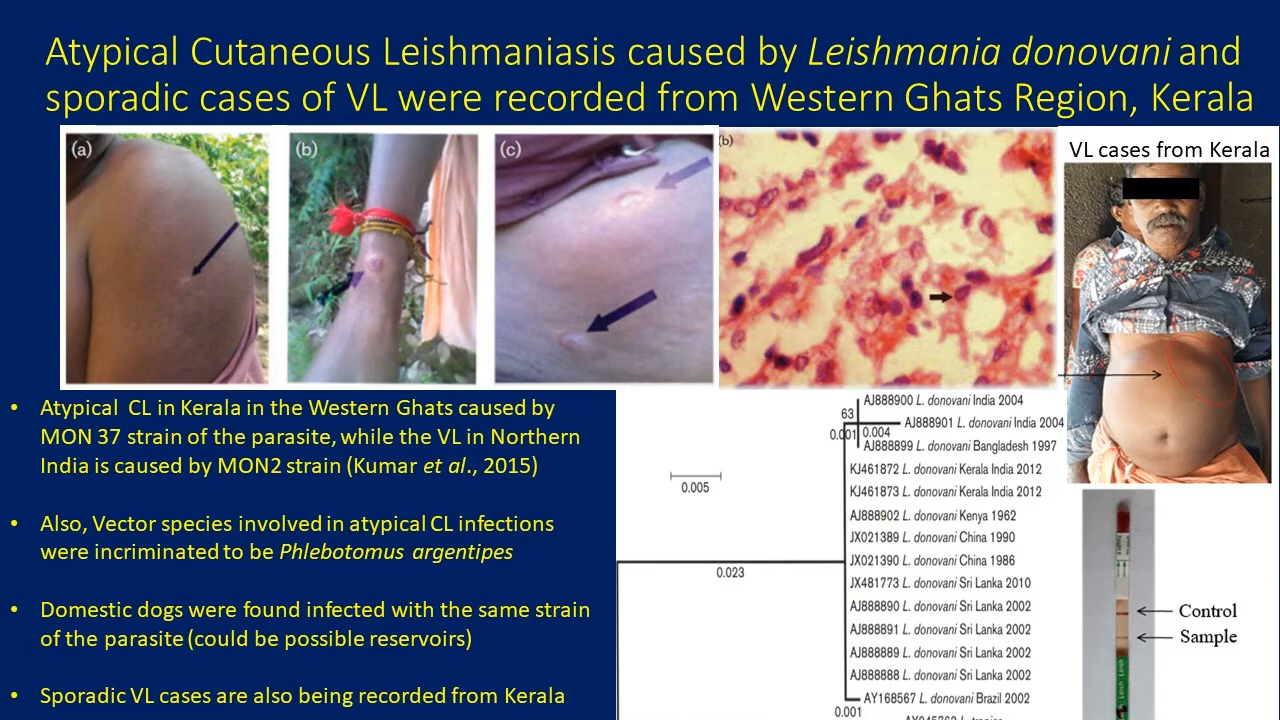 Atypical Cutaneous Leishmaniasis caused by Leishmania donovani and
sporadic cases of VL were recorded from Western Ghats Region, Kerala
(a)
(b)
(c)
(b)
VL cases from Kerala
• Atypical CL in Kerala in the Western Ghats caused by
MON 37 strain of the parasite, while the VL in Northern
India is caused by MON2 strain (Kumar et al., 2015)
• Also, Vector species involved in atypical CL infections
were incriminated to be Phlebotomus argentipes
• Domestic dogs were found infected with the same strain
of the parasite (could be possible reservoirs)
• Sporadic VL cases are also being recorded from Kerala
0.005
0.023
63
0.001
0.004
AJ888900 L. donovani India 2004
AJ888901 L. donovani India 2004
AJ888899 L. donovani Bangladesh 1997
KJ461872 L. donovani Kerala India 2012
KJ461873 L. donovani Kerala India 2012
AJ888902 L. donovani Kenya 1962
JX021389 L. donovani China 1990
JX021390 L. donovani China 1986
JX481773 L. donovani Sri Lanka 2010
AJ888890 L. donovani Sri Lanka 2002
AJ888891 L. donovani Sri Lanka 2002
AJ888889 L. donovani Sri Lanka 2002
AJ888888 L. donovani Sri Lanka 2002
AY168567 L. donovani Brazil 2002
0.001
Control
Sample